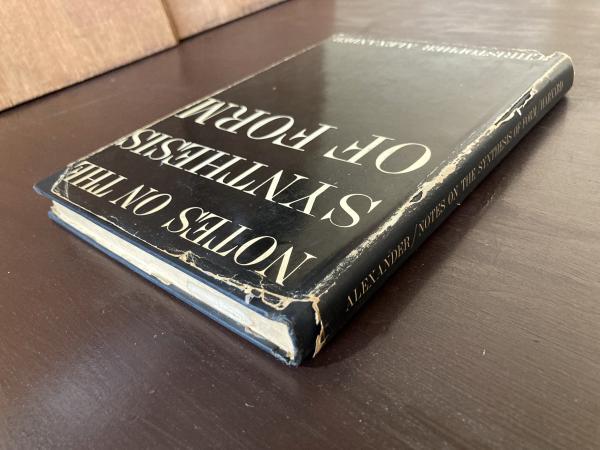 NOTES ON THE
SYNTHESIS
OF FORM
CHRISTOPHER ALEXANDER
ALEXANDER / NOTES ON THE SYNTHESIS OF FORM / HARVARD